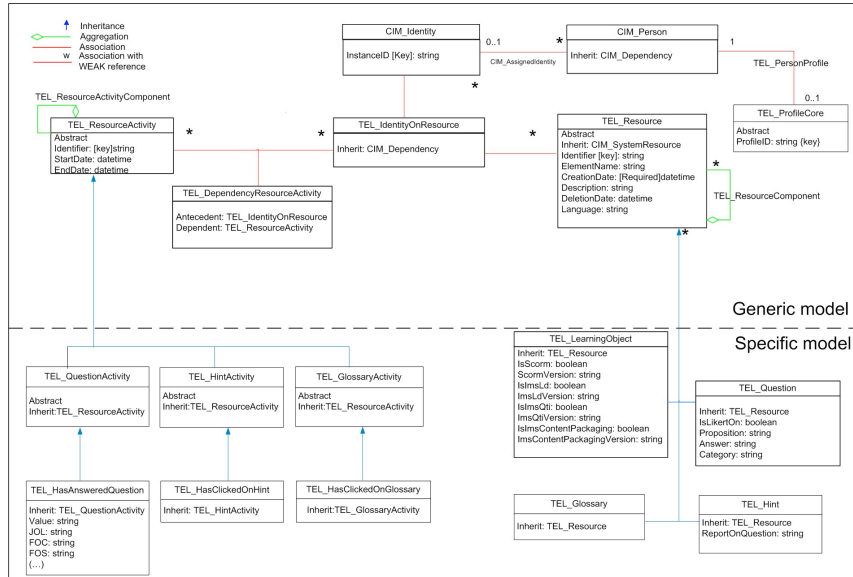 Inheritance
Aggregation
Association
w Association with
WEAK reference
CIM_Identity
InstanceID [Key]: string
0..1
*
CIM_AssignedIdentity
CIM_Person
Inherit: CIM_Dependency
1
TEL_PersonProfile
0..1
TEL_ProfileCore
Abstract
ProfileID: string {key}
TEL_ResourceActivityComponent
TEL_ResourceActivity
Abstract
Identifier: [key]string
StartDate: datetime
EndDate: datetime
*
*
*
TEL_IdentityOnResource
Inherit: CIM_Dependency
*
TEL_Resource
Abstract
Inherit: CIM_SystemResource
Identifier [key]: string
ElementName: string
CreationDate: [Required]datetime
Description: string
DeletionDate: datetime
Language: string
*
TEL_ResourceComponent
*
TEL_DependencyResourceActivity
Antecedent: TEL_IdentityOnResource
Dependent: TEL_ResourceActivity
Generic model
Specific model
TEL_QuestionActivity
Abstract
Inherit:TEL_ResourceActivity
TEL_HintActivity
Abstract
Inherit:TEL_ResourceActivity
TEL_GlossaryActivity
Abstract
Inherit:TEL_ResourceActivity
TEL_LearningObject
Inherit: TEL_Resource
IsScorm: boolean
ScormVersion: string
IsImsLd: boolean
ImsLdVersion: string
IsImsQti: boolean
ImsQtiVersion: string
IsImsContentPackaging: boolean
ImsContentPackagingVersion: string
TEL_Question
Inherit: TEL_Resource
IsLikertOn: boolean
Proposition: string
Answer: string
Category: string
TEL_HasAnsweredQuestion
Inherit: TEL_QuestionActivity
Value: string
JOL: string
FOC: string
FOS: string
(...)
TEL_HasClickedOnHint
Inherit: TEL_HintActivity
TEL_HasClickedOnGlossary
Inherit:TEL_GlossaryActivity
TEL_Glossary
Inherit: TEL_Resource
TEL_Hint
Inherit: TEL_Resource
ReportOnQuestion: string